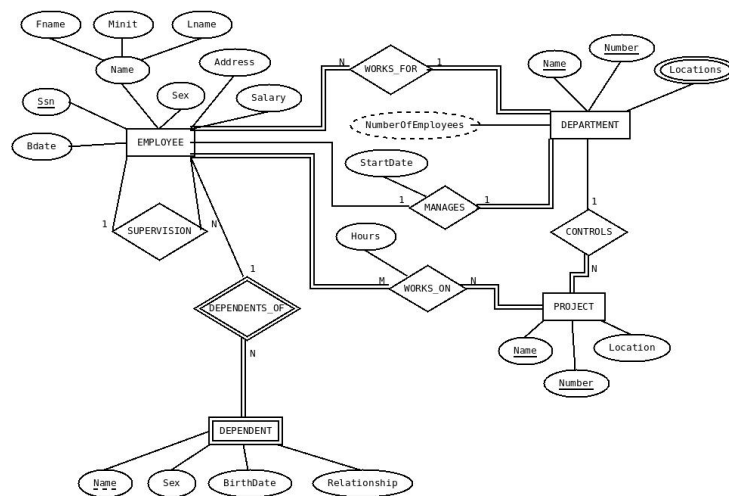 Fname Minit Lname
Name Address N WORKS_FOR 1 Name Number Locations
Ssn Sex Salary
Bdate EMPLOYEE NumberOfEmployees DEPARTMENT
StartDate
1 SUPERVISION N 1 MANAGES 1 1
Hours CONTROLS
1 M WORKS_ON N N
DEPENDENTS_OF PROJECT
N Name Number Location
DEPENDENT
Name Sex BirthDate Relationship